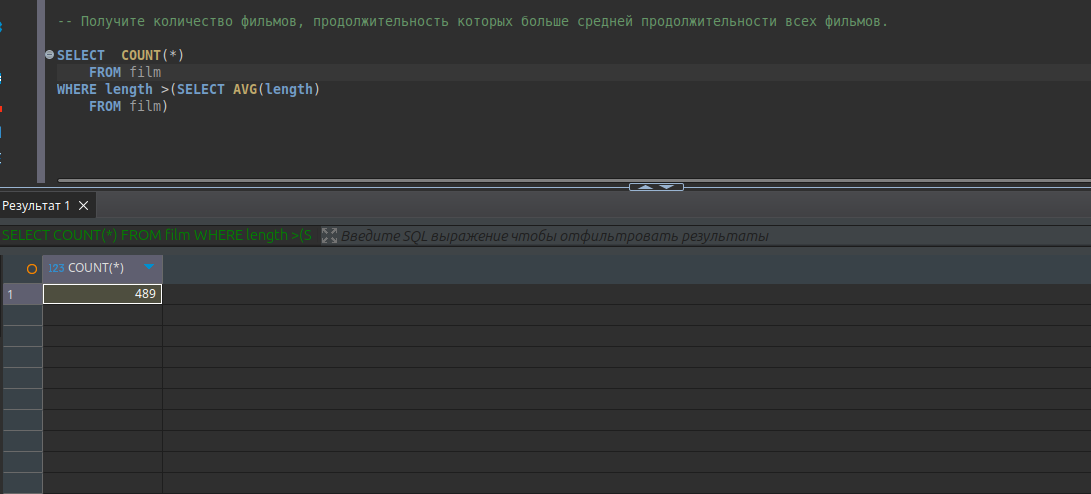 -- Получите количество фильмов, продолжительность которых больше средней продолжительности всех фильмов.
SELECT  COUNT(*)
FROM film
WHERE length >(SELECT AVG(length)
FROM film)
Результат 1
SELECT COUNT(*) FROM film WHERE length >(S
Введите SQL выражение чтобы отфильтровать результаты
123 COUNT(*)
1 489